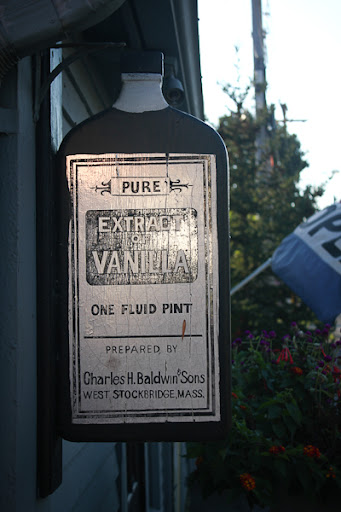 PURE
EXTRACT
OF
VANILLA
ONE FLUID PINT
PREPARED BY
Charles H. Baldwin & Sons
WEST STOCKBRIDGE, MASS.